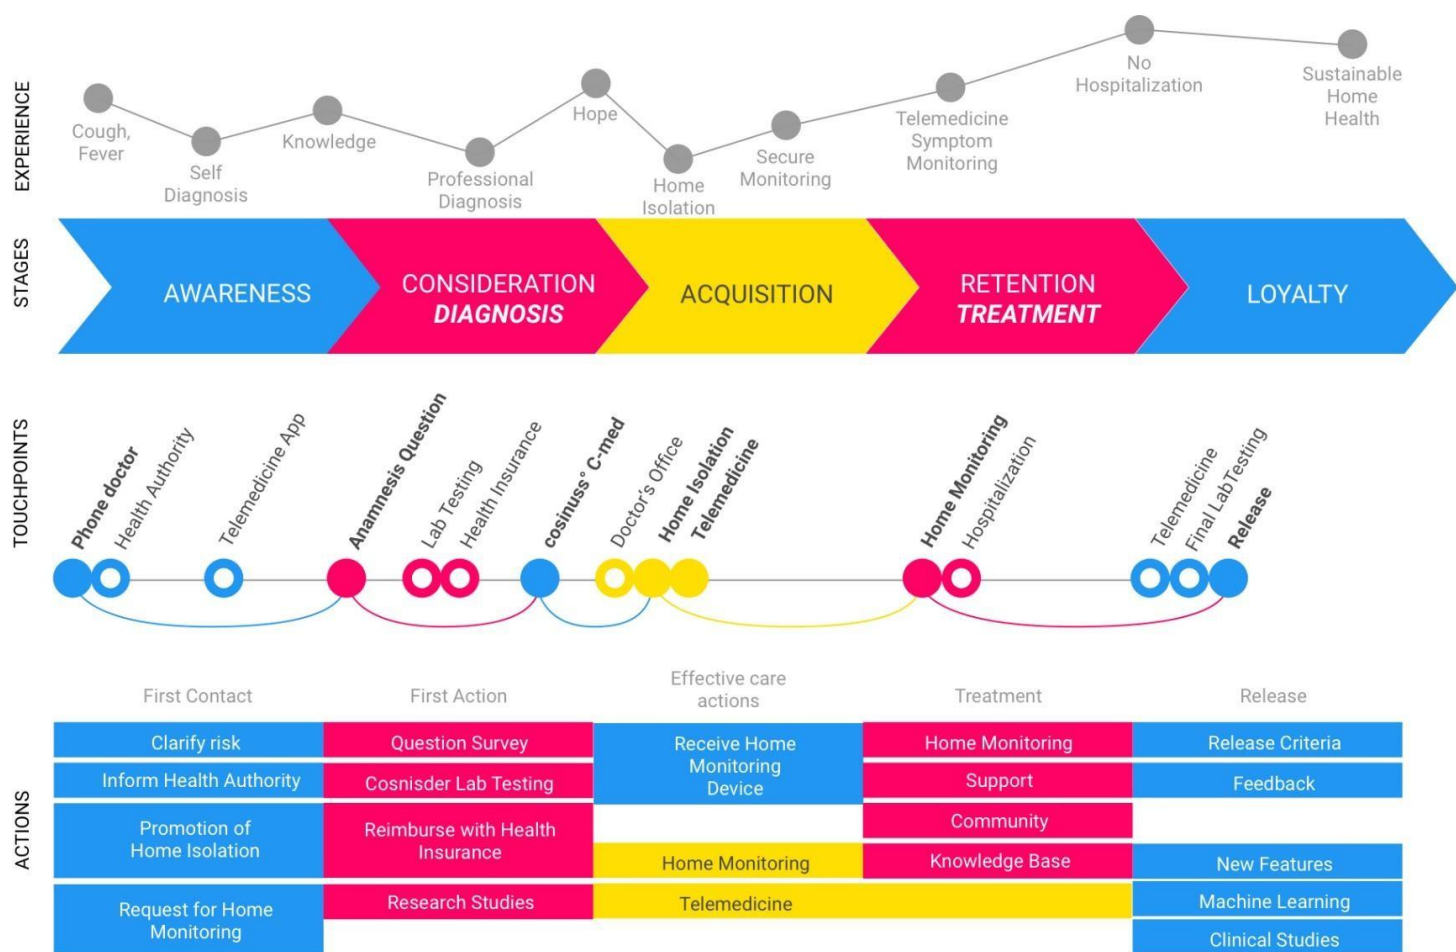 EXPERIENCE
Cough,
Fever
Self
Diagnosis
Knowledge
Professional
Diagnosis
Hope
Home
Isolation
Secure
Monitoring
Telemedicine
Symptom
Monitoring
No
Hospitalization
Sustainable
Home
Health
STAGES
AWARENESS
CONSIDERATION
DIAGNOSIS
ACQUISITION
RETENTION
TREATMENT
LOYALTY
TOUCHPOINTS
Phone doctor
Health Authority
Telemedicine App
Anamnesis Question
Lab Testing
Health Insurance
cosinuss° C-med
Doctor's Office
Home Isolation
Telemedicine
Home Monitoring
Hospitalization
Telemedicine
Final LabTesting
Release
ACTIONS
First Contact
Clarify risk
Inform Health Authority
Promotion of
Home Isolation
Request for Home
Monitoring
First Action
Question Survey
Cosnisder Lab Testing
Reimburse with Health
Insurance
Research Studies
Effective care
actions
Receive Home
Monitoring
Device
Home Monitoring
Telemedicine
Treatment
Home Monitoring
Support
Community
Knowledge Base
Release
Release Criteria
Feedback
New Features
Machine Learning
Clinical Studies